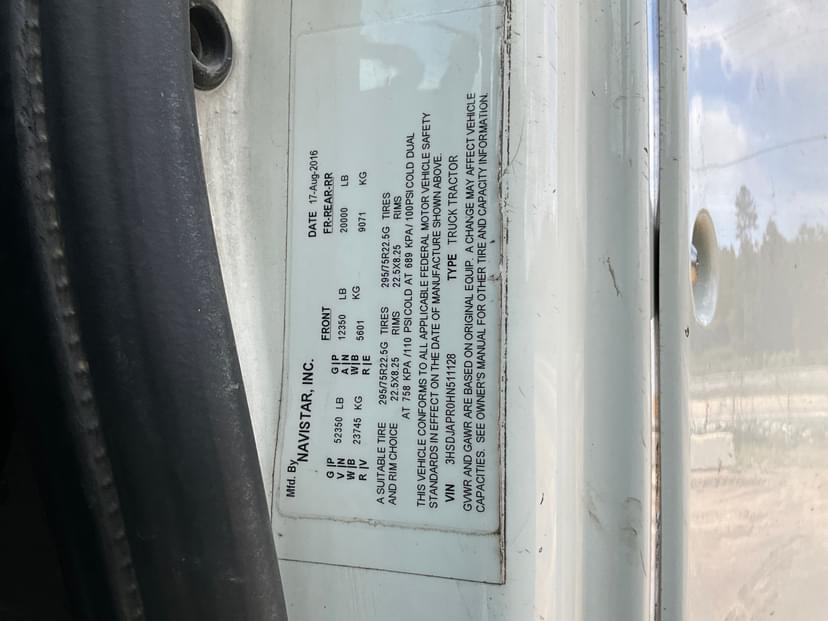 Mfd. By
NAVISTAR, INC.
DATE 17-Aug-2016
FRONT FR-REAR-RR
G|P 52350 LB G|P 12350 LB 20000 LB
V|N A|N
W|B 23745 KG W|B 5601 KG 9071 KG
R|V R|E
A SUITABLE TIRE 295/75R22.5G TIRES 295/75R22.5G TIRES
AND RIM CHOICE 22.5X8.25 RIMS 22.5X8.25 RIMS
AT 758 KPA /110 PSI COLD AT 689 KPA/ 100PSI COLD DUAL
THIS VEHICLE CONFORMS TO ALL APPLICABLE FEDERAL MOTOR VEHICLE SAFETY
STANDARDS IN EFFECT ON THE DATE OF MANUFACTURE SHOWN ABOVE.
VIN 3HSDJAPR0HN511128 TYPE TRUCK TRACTOR
GVWR AND GAWR ARE BASED ON ORIGINAL EQUIP. A CHANGE MAY AFFECT VEHICLE
CAPACITIES. SEE OWNER'S MANUAL FOR OTHER TIRE AND CAPACITY INFORMATION.